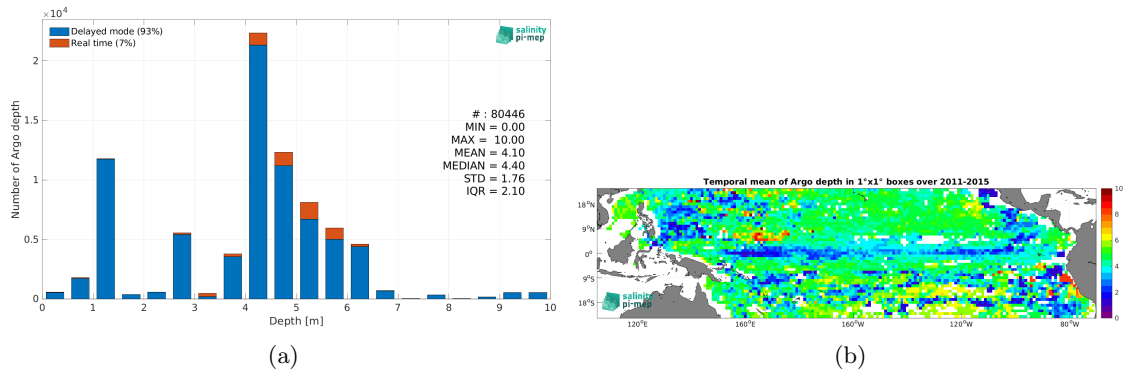 ×10⁴
Delayed mode (93%)
Real time (7%)
salinity
pi-mep
# : 80446
MIN = 0.00
MAX = 10.00
MEAN = 4.10
MEDIAN = 4.40
STD = 1.76
IQR = 2.10
Number of Argo depth
2
1.5
1
0.5
0
0 1 2 3 4 5 6 7 8 9 10
Depth [m]
(a)
Temporal mean of Argo depth in 1°x1° boxes over 2011-2015
18°N
9°N
0°
9°S
18°S
120°E 160°E 160°W 120°W 80°W
10
8
6
4
2
0
salinity
pi-mep
(b)